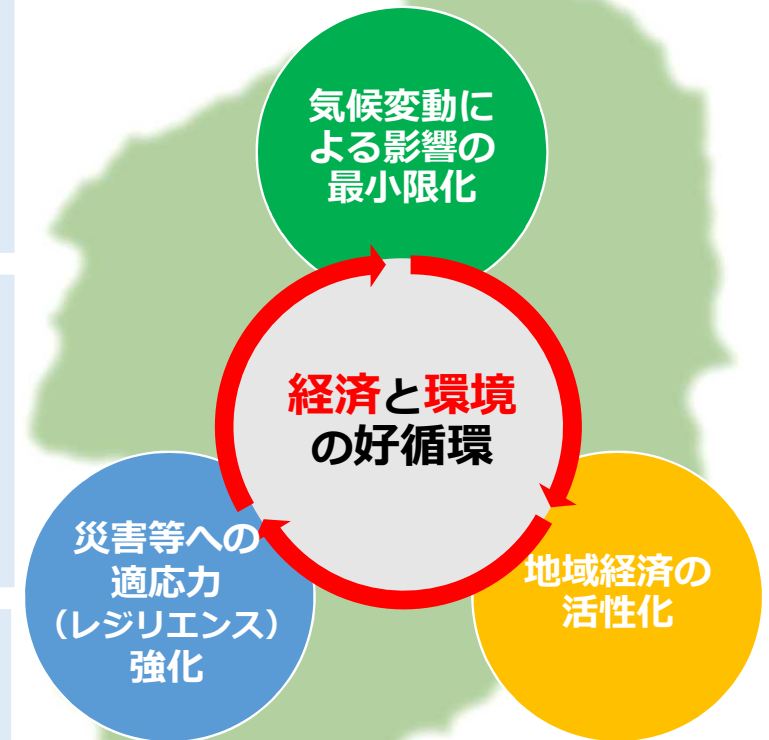 気候変動に
よる影響の
最小限化
経済と環境
の好循環
災害等への
適応力
（レジリエンス）
強化
地域経済の
活性化